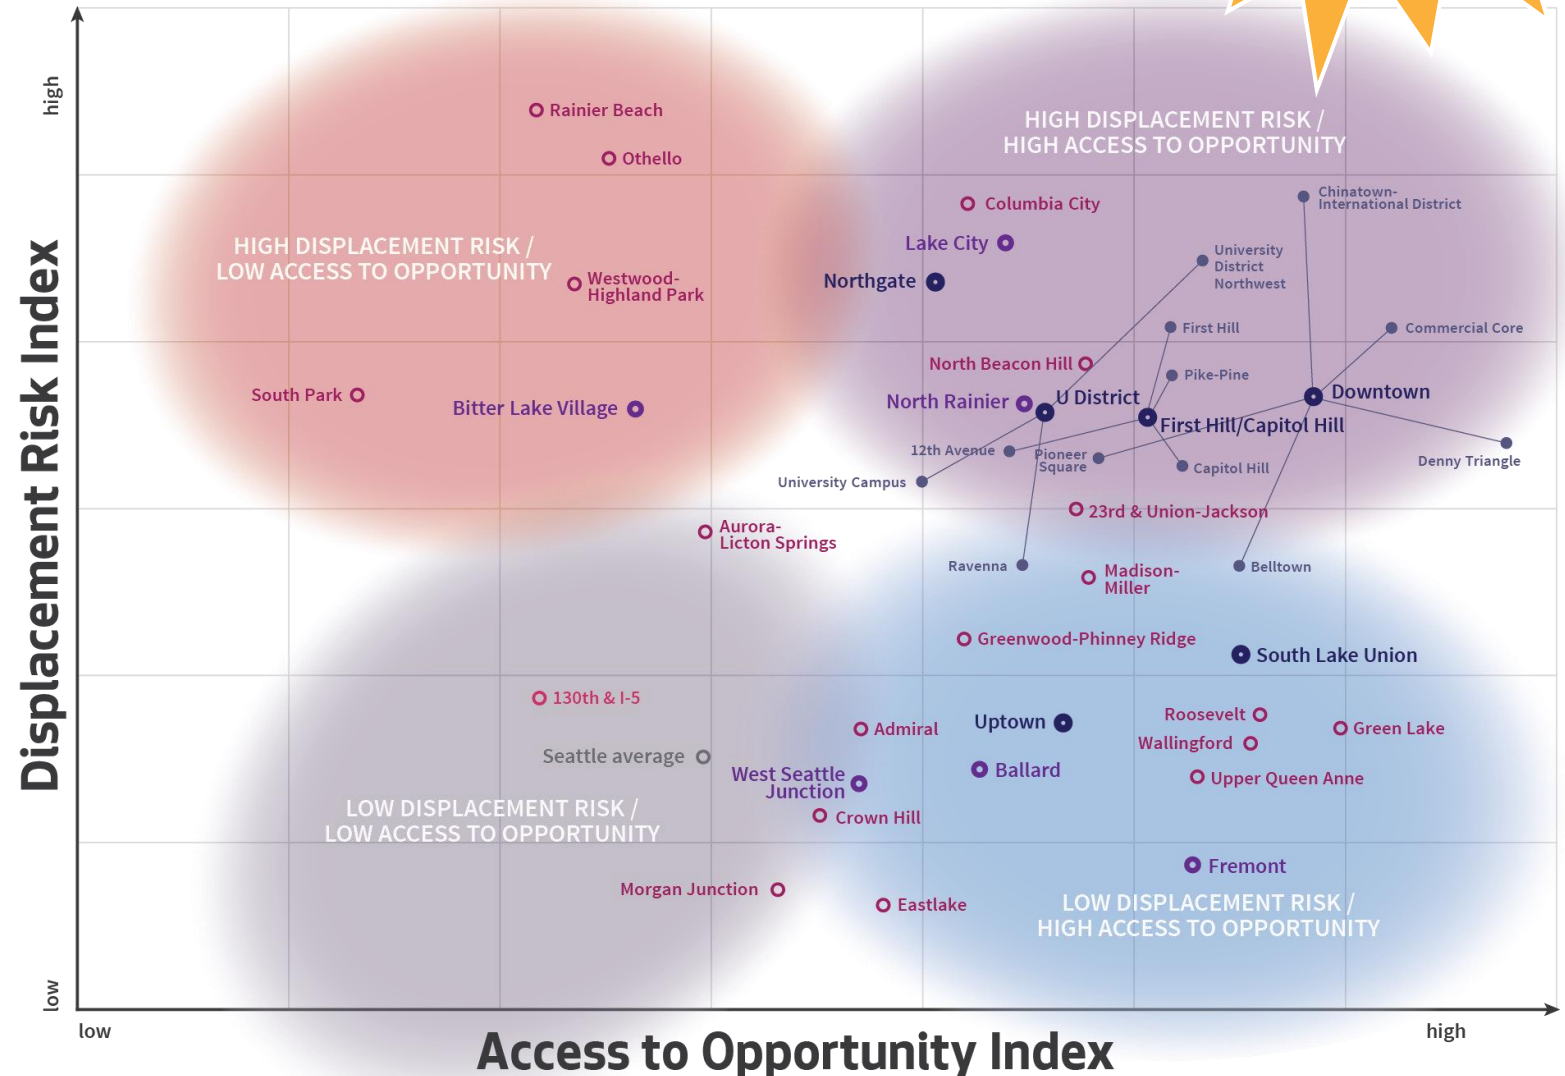 high
Rainier Beach
Othello
HIGH DISPLACEMENT RISK /
HIGH ACCESS TO OPPORTUNITY
Columbia City
Chinatown-
International District
Lake City
HIGH DISPLACEMENT RISK /
LOW ACCESS TO OPPORTUNITY
University
District
Northwest
Westwood-
Highland Park
Northgate
First Hill
Commercial Core
North Beacon Hill
Pike-Pine
South Park
Bitter Lake Village
North Rainier
U District
Downtown
First Hill/Capitol Hill
12th Avenue
Pioneer
Square
Capitol Hill
Denny Triangle
University Campus
23rd & Union-Jackson
Aurora-
Licton Springs
Ravenna
Madison-
Miller
Belltown
Greenwood-Phinney Ridge
South Lake Union
130th & I-5
Admiral
Uptown
Roosevelt
Green Lake
Wallingford
Seattle average
West Seattle
Junction
Ballard
Upper Queen Anne
Crown Hill
LOW DISPLACEMENT RISK /
LOW ACCESS TO OPPORTUNITY
Fremont
Morgan Junction
Eastlake
LOW DISPLACEMENT RISK /
HIGH ACCESS TO OPPORTUNITY
Displacement Risk Index
low
low
high
Access to Opportunity Index